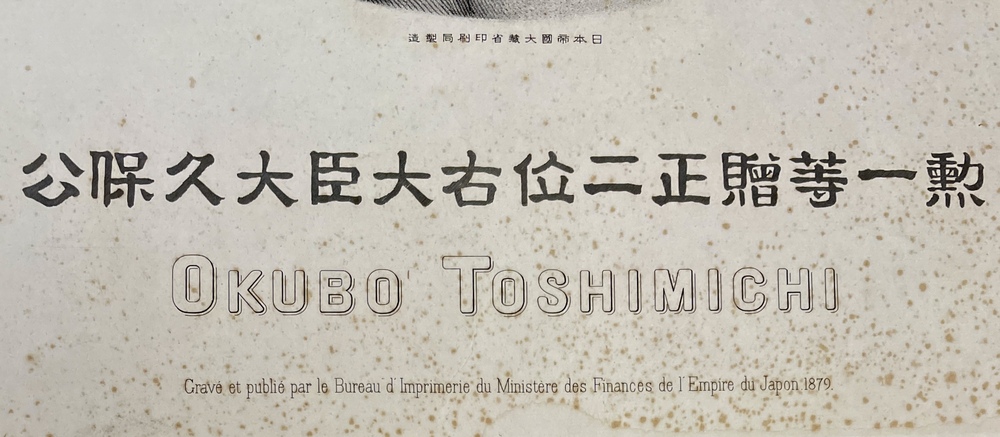 日本帝國大藏省印刷局製造
勲一等贈正二位右大臣大久保公
OKUBO TOSHIMICHI
Gravé et publié par le Bureau d'Imprimerie du Ministère des Finances de l'Empire du Japon 1879.